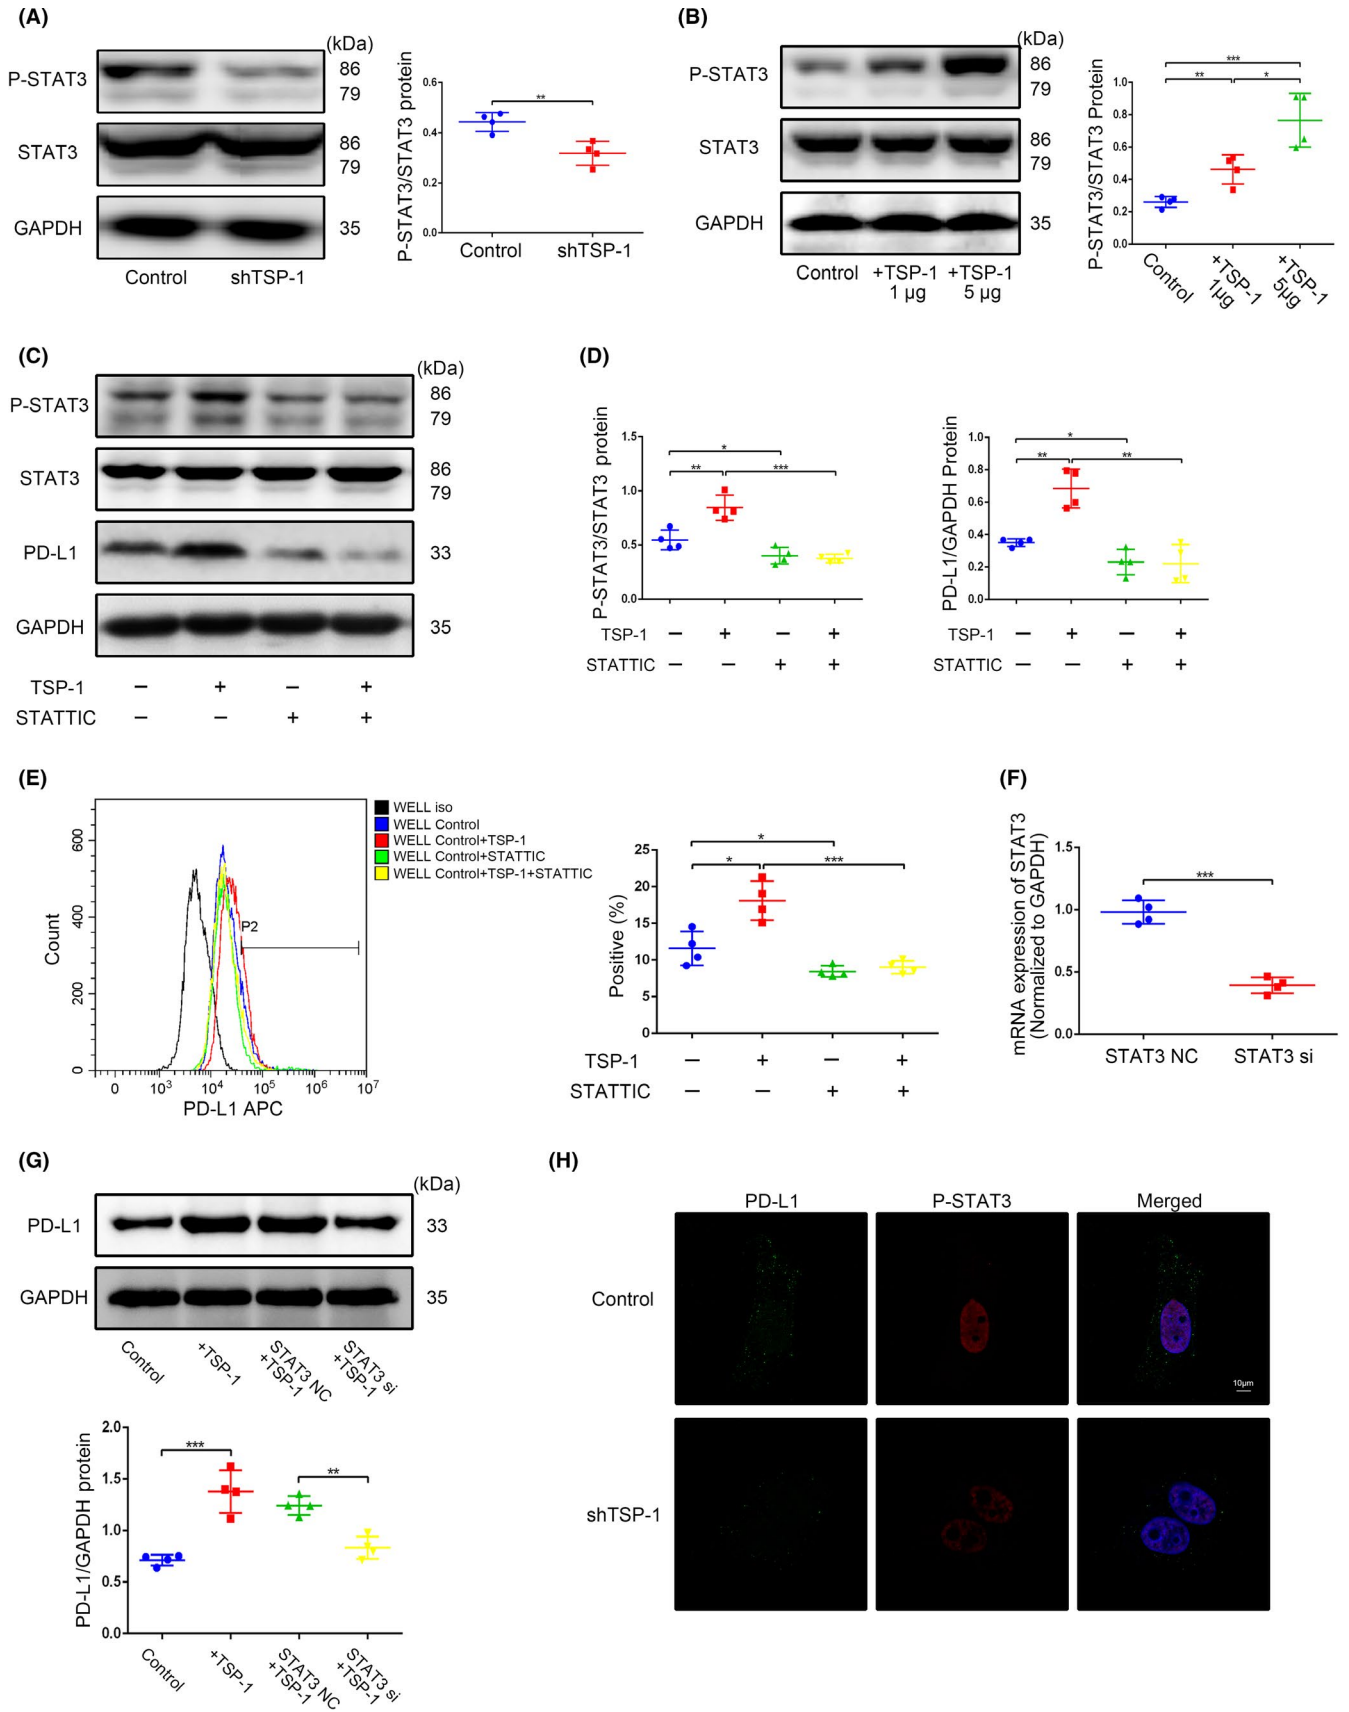 (A)
(kDa)
P-STAT3
86
79
STAT3
86
79
GAPDH
35
Control
shTSP-1
P-STAT3/STAT3 protein
0.6
0.4
0.2
0.0
**
Control
shTSP-1
(B)
(kDa)
P-STAT3
86
79
STAT3
86
79
GAPDH
35
Control
+TSP-1
1 µg
+TSP-1
5 µg
P-STAT3/STAT3 Protein
1.0
0.8
0.6
0.4
0.2
0.0
***
**
*
Control
+TSP-1
1µg
+TSP-1
5µg
(C)
(kDa)
P-STAT3
86
79
STAT3
86
79
PD-L1
33
GAPDH
35
TSP-1 – + – +
STATTIC – – + +
(D)
P-STAT3/STAT3 protein
1.5
1.0
0.5
0.0
*
**
***
TSP-1 – + – +
STATTIC – – + +
PD-L1/GAPDH Protein
1.0
0.8
0.6
0.4
0.2
0.0
*
**
**
TSP-1 – + – +
STATTIC – – + +
(E)
Count
600
400
200
0
P2
0 10³ 10⁴ 10⁵ 10⁶ 10⁷
PD-L1 APC
WELL iso
WELL Control
WELL Control+TSP-1
WELL Control+STATTIC
WELL Control+TSP-1+STATTIC
Positive (%)
25
20
15
10
5
0
*
*
***
TSP-1 – + – +
STATTIC – – + +
(F)
mRNA expression of STAT3
(Normalized to GAPDH)
1.5
1.0
0.5
0.0
***
STAT3 NC
STAT3 si
(G)
(kDa)
PD-L1
33
GAPDH
35
Control
+TSP-1
STAT3 NC
+TSP-1
STAT3 si
+TSP-1
PD-L1/GAPDH protein
2.0
1.5
1.0
0.5
0.0
***
**
Control
+TSP-1
STAT3 NC
+TSP-1
STAT3 si
+TSP-1
(H)
PD-L1
P-STAT3
Merged
Control
10µm
shTSP-1